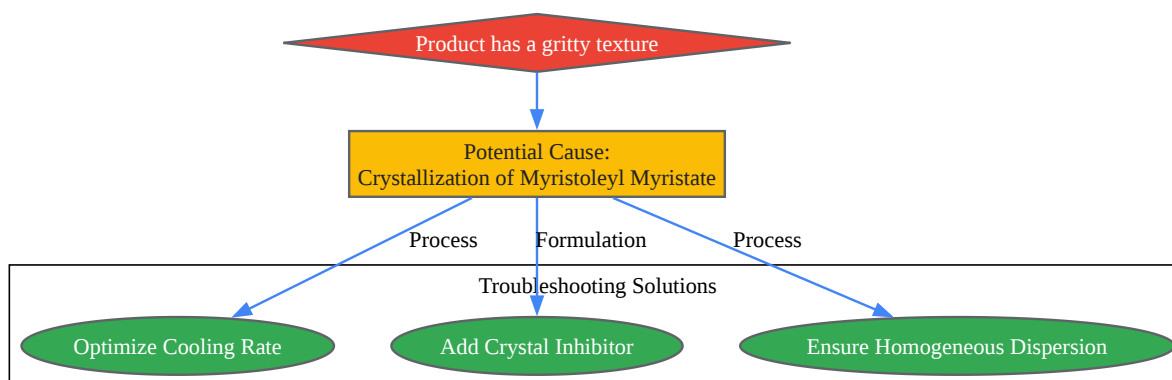 Product has a gritty texture
Potential Cause:
Crystallization of Myristoleyl Myristate
Process
Formulation
Process
Troubleshooting Solutions
Optimize Cooling Rate
Add Crystal Inhibitor
Ensure Homogeneous Dispersion